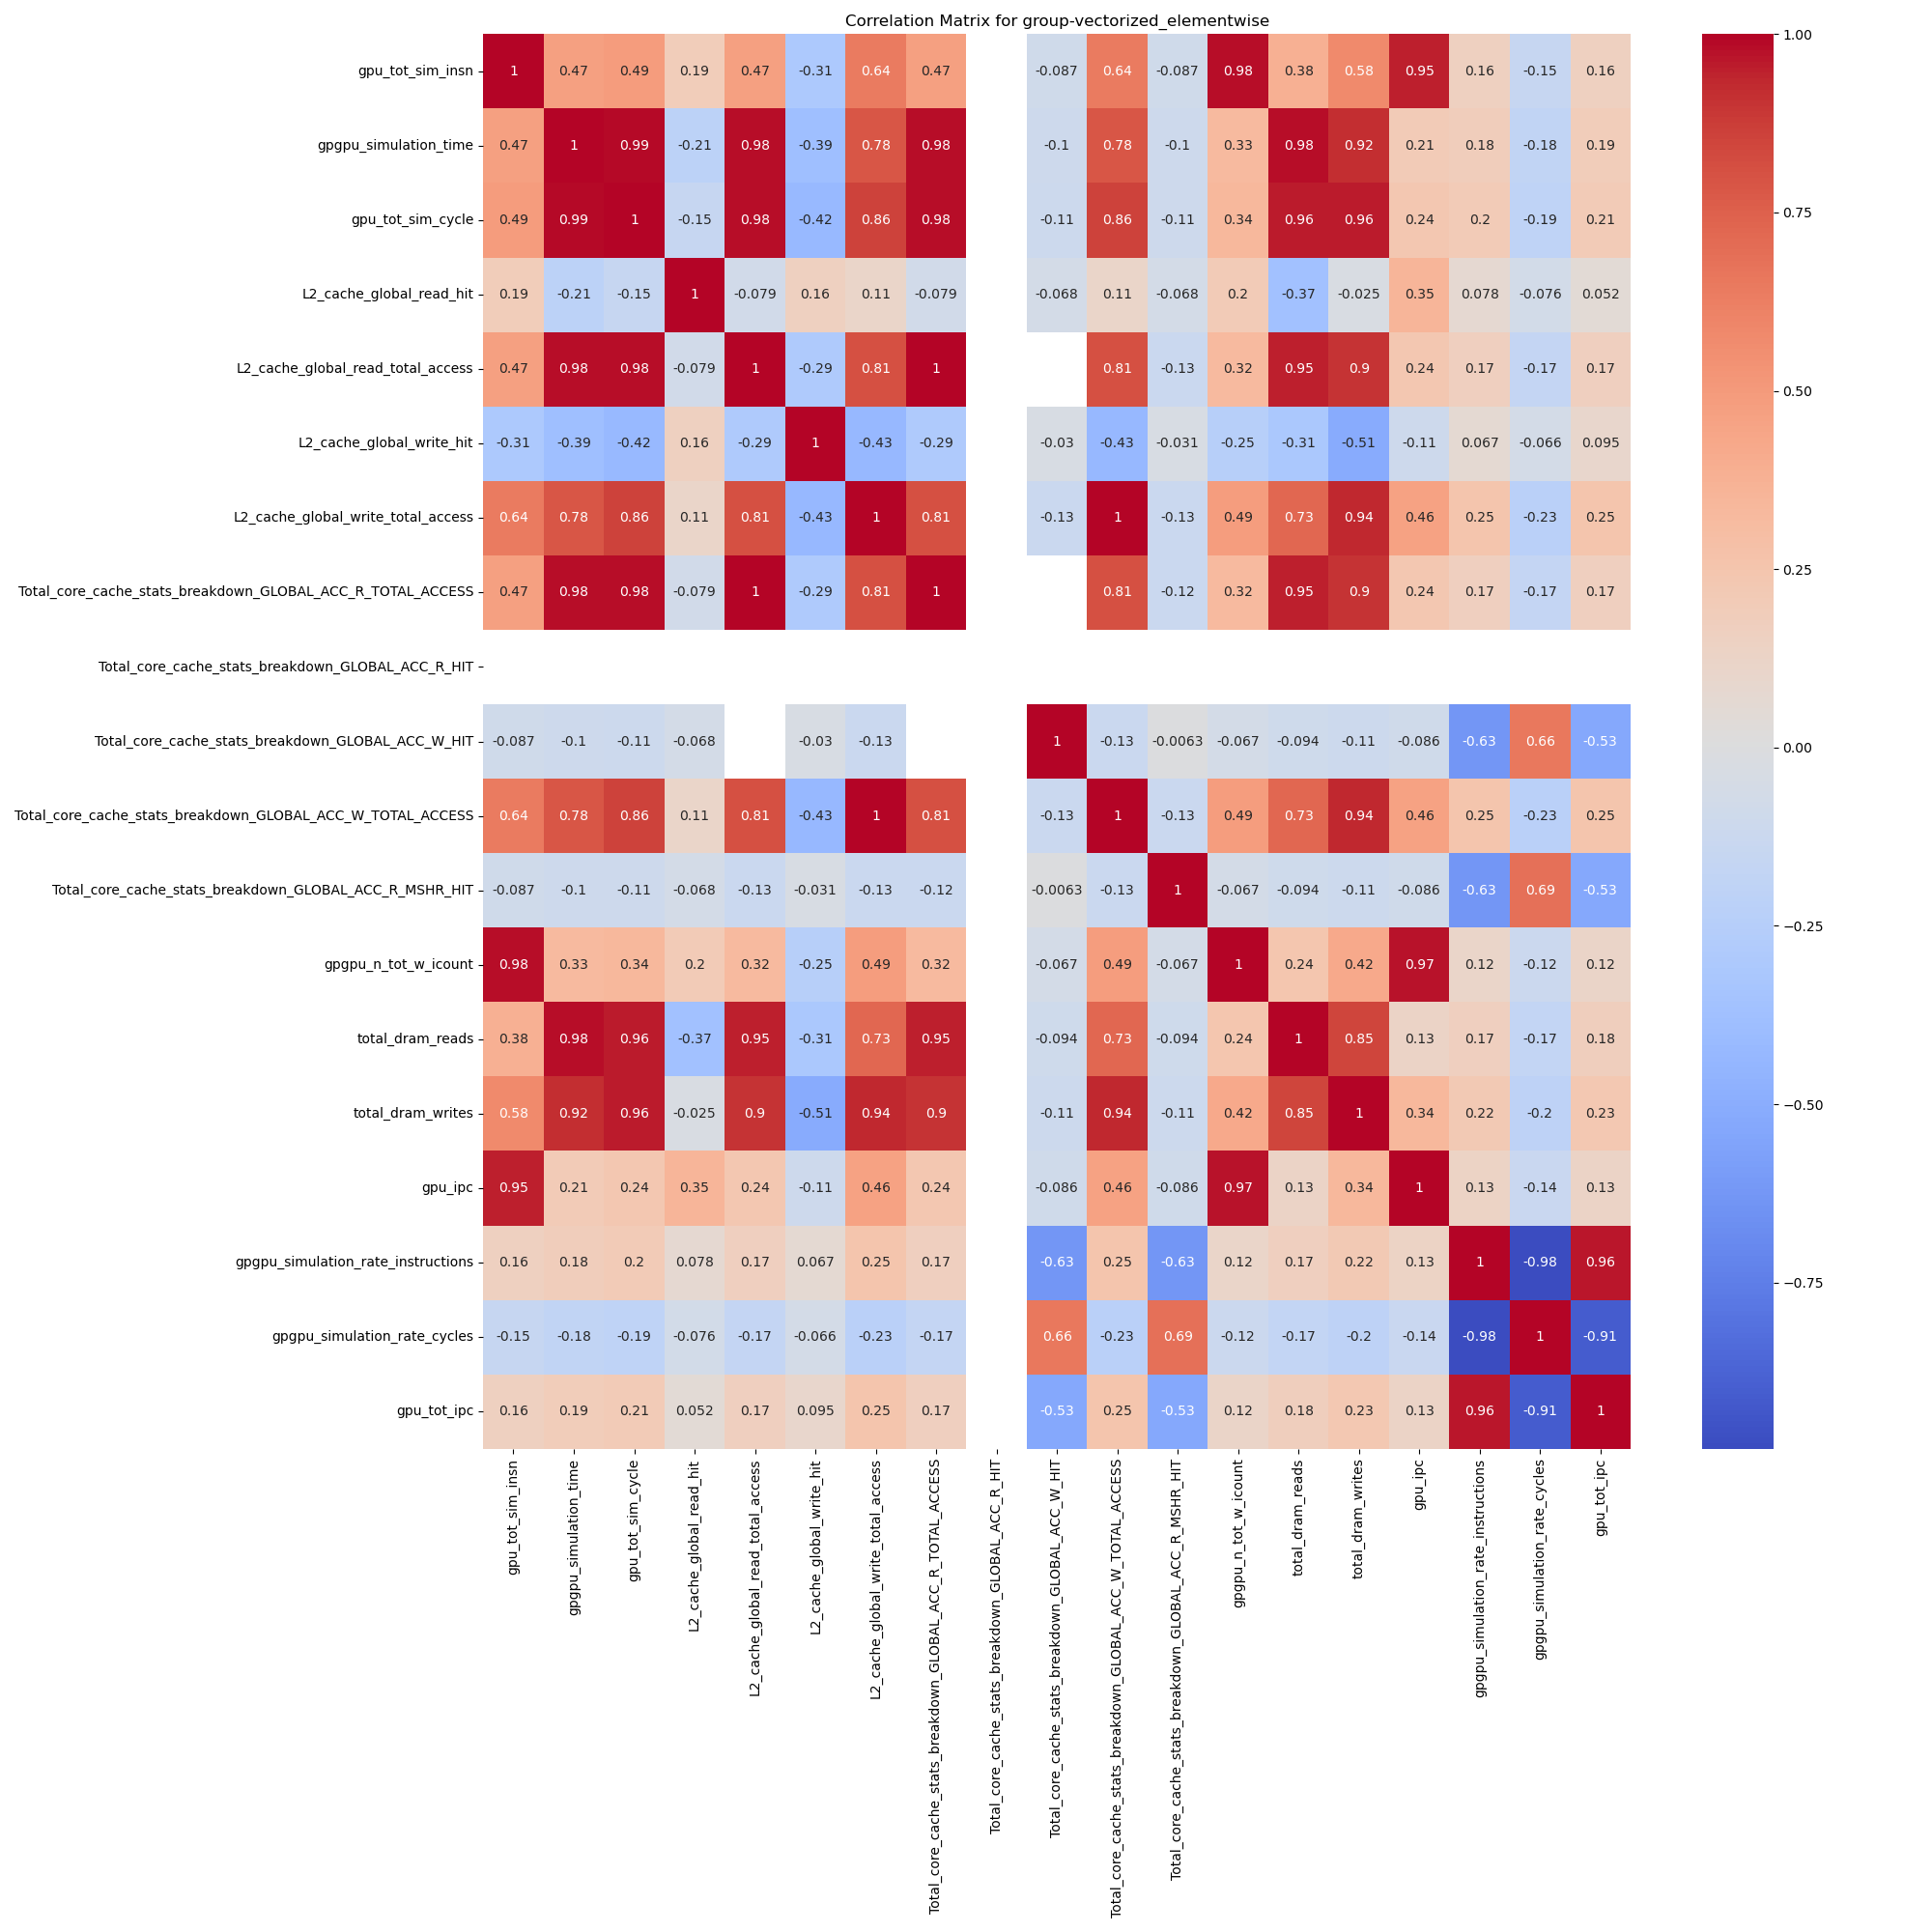 Correlation Matrix for group-vectorized_elementwise
gpu_tot_sim_insn 1 0.47 0.49 0.19 0.47 -0.31 0.64 0.47 -0.087 0.64 -0.087 0.98 0.38 0.58 0.95 0.16 -0.15 0.16
gpgpu_simulation_time 0.47 1 0.99 -0.21 0.98 -0.39 0.78 0.98 -0.1 0.78 -0.1 0.33 0.98 0.92 0.21 0.18 -0.18 0.19
gpu_tot_sim_cycle 0.49 0.99 1 -0.15 0.98 -0.42 0.86 0.98 -0.11 0.86 -0.11 0.34 0.96 0.96 0.24 0.2 -0.19 0.21
L2_cache_global_read_hit 0.19 -0.21 -0.15 1 -0.079 0.16 0.11 -0.079 -0.068 0.11 -0.068 0.2 -0.37 -0.025 0.35 0.078 -0.076 0.052
L2_cache_global_read_total_access 0.47 0.98 0.98 -0.079 1 -0.29 0.81 1 0.81 -0.13 0.32 0.95 0.9 0.24 0.17 -0.17 0.17
L2_cache_global_write_hit -0.31 -0.39 -0.42 0.16 -0.29 1 -0.43 -0.29 -0.03 -0.43 -0.031 -0.25 -0.31 -0.51 -0.11 0.067 -0.066 0.095
L2_cache_global_write_total_access 0.64 0.78 0.86 0.11 0.81 -0.43 1 0.81 -0.13 1 -0.13 0.49 0.73 0.94 0.46 0.25 -0.23 0.25
Total_core_cache_stats_breakdown_GLOBAL_ACC_R_TOTAL_ACCESS 0.47 0.98 0.98 -0.079 1 -0.29 0.81 1 0.81 -0.12 0.32 0.95 0.9 0.24 0.17 -0.17 0.17
Total_core_cache_stats_breakdown_GLOBAL_ACC_R_HIT
Total_core_cache_stats_breakdown_GLOBAL_ACC_W_HIT -0.087 -0.1 -0.11 -0.068 -0.03 -0.13 1 -0.13 -0.0063 -0.067 -0.094 -0.11 -0.086 -0.63 0.66 -0.53
Total_core_cache_stats_breakdown_GLOBAL_ACC_W_TOTAL_ACCESS 0.64 0.78 0.86 0.11 0.81 -0.43 1 0.81 -0.13 1 -0.13 0.49 0.73 0.94 0.46 0.25 -0.23 0.25
Total_core_cache_stats_breakdown_GLOBAL_ACC_R_MSHR_HIT -0.087 -0.1 -0.11 -0.068 -0.13 -0.031 -0.13 -0.12 -0.0063 -0.13 1 -0.067 -0.094 -0.11 -0.086 -0.63 0.69 -0.53
gpgpu_n_tot_w_icount 0.98 0.33 0.34 0.2 0.32 -0.25 0.49 0.32 -0.067 0.49 -0.067 1 0.24 0.42 0.97 0.12 -0.12 0.12
total_dram_reads 0.38 0.98 0.96 -0.37 0.95 -0.31 0.73 0.95 -0.094 0.73 -0.094 0.24 1 0.85 0.13 0.17 -0.17 0.18
total_dram_writes 0.58 0.92 0.96 -0.025 0.9 -0.51 0.94 0.9 -0.11 0.94 -0.11 0.42 0.85 1 0.34 0.22 -0.2 0.23
gpu_ipc 0.95 0.21 0.24 0.35 0.24 -0.11 0.46 0.24 -0.086 0.46 -0.086 0.97 0.13 0.34 1 0.13 -0.14 0.13
gpgpu_simulation_rate_instructions 0.16 0.18 0.2 0.078 0.17 0.067 0.25 0.17 -0.63 0.25 -0.63 0.12 0.17 0.22 0.13 1 -0.98 0.96
gpgpu_simulation_rate_cycles -0.15 -0.18 -0.19 -0.076 -0.17 -0.066 -0.23 -0.17 0.66 -0.23 0.69 -0.12 -0.17 -0.2 -0.14 -0.98 1 -0.91
gpu_tot_ipc 0.16 0.19 0.21 0.052 0.17 0.095 0.25 0.17 -0.53 0.25 -0.53 0.12 0.18 0.23 0.13 0.96 -0.91 1
gpu_tot_sim_insn
gpgpu_simulation_time
gpu_tot_sim_cycle
L2_cache_global_read_hit
L2_cache_global_read_total_access
L2_cache_global_write_hit
L2_cache_global_write_total_access
Total_core_cache_stats_breakdown_GLOBAL_ACC_R_TOTAL_ACCESS
Total_core_cache_stats_breakdown_GLOBAL_ACC_R_HIT
Total_core_cache_stats_breakdown_GLOBAL_ACC_W_HIT
Total_core_cache_stats_breakdown_GLOBAL_ACC_W_TOTAL_ACCESS
Total_core_cache_stats_breakdown_GLOBAL_ACC_R_MSHR_HIT
gpgpu_n_tot_w_icount
total_dram_reads
total_dram_writes
gpu_ipc
gpgpu_simulation_rate_instructions
gpgpu_simulation_rate_cycles
gpu_tot_ipc
1.00
0.75
0.50
0.25
0.00
−0.25
−0.50
−0.75